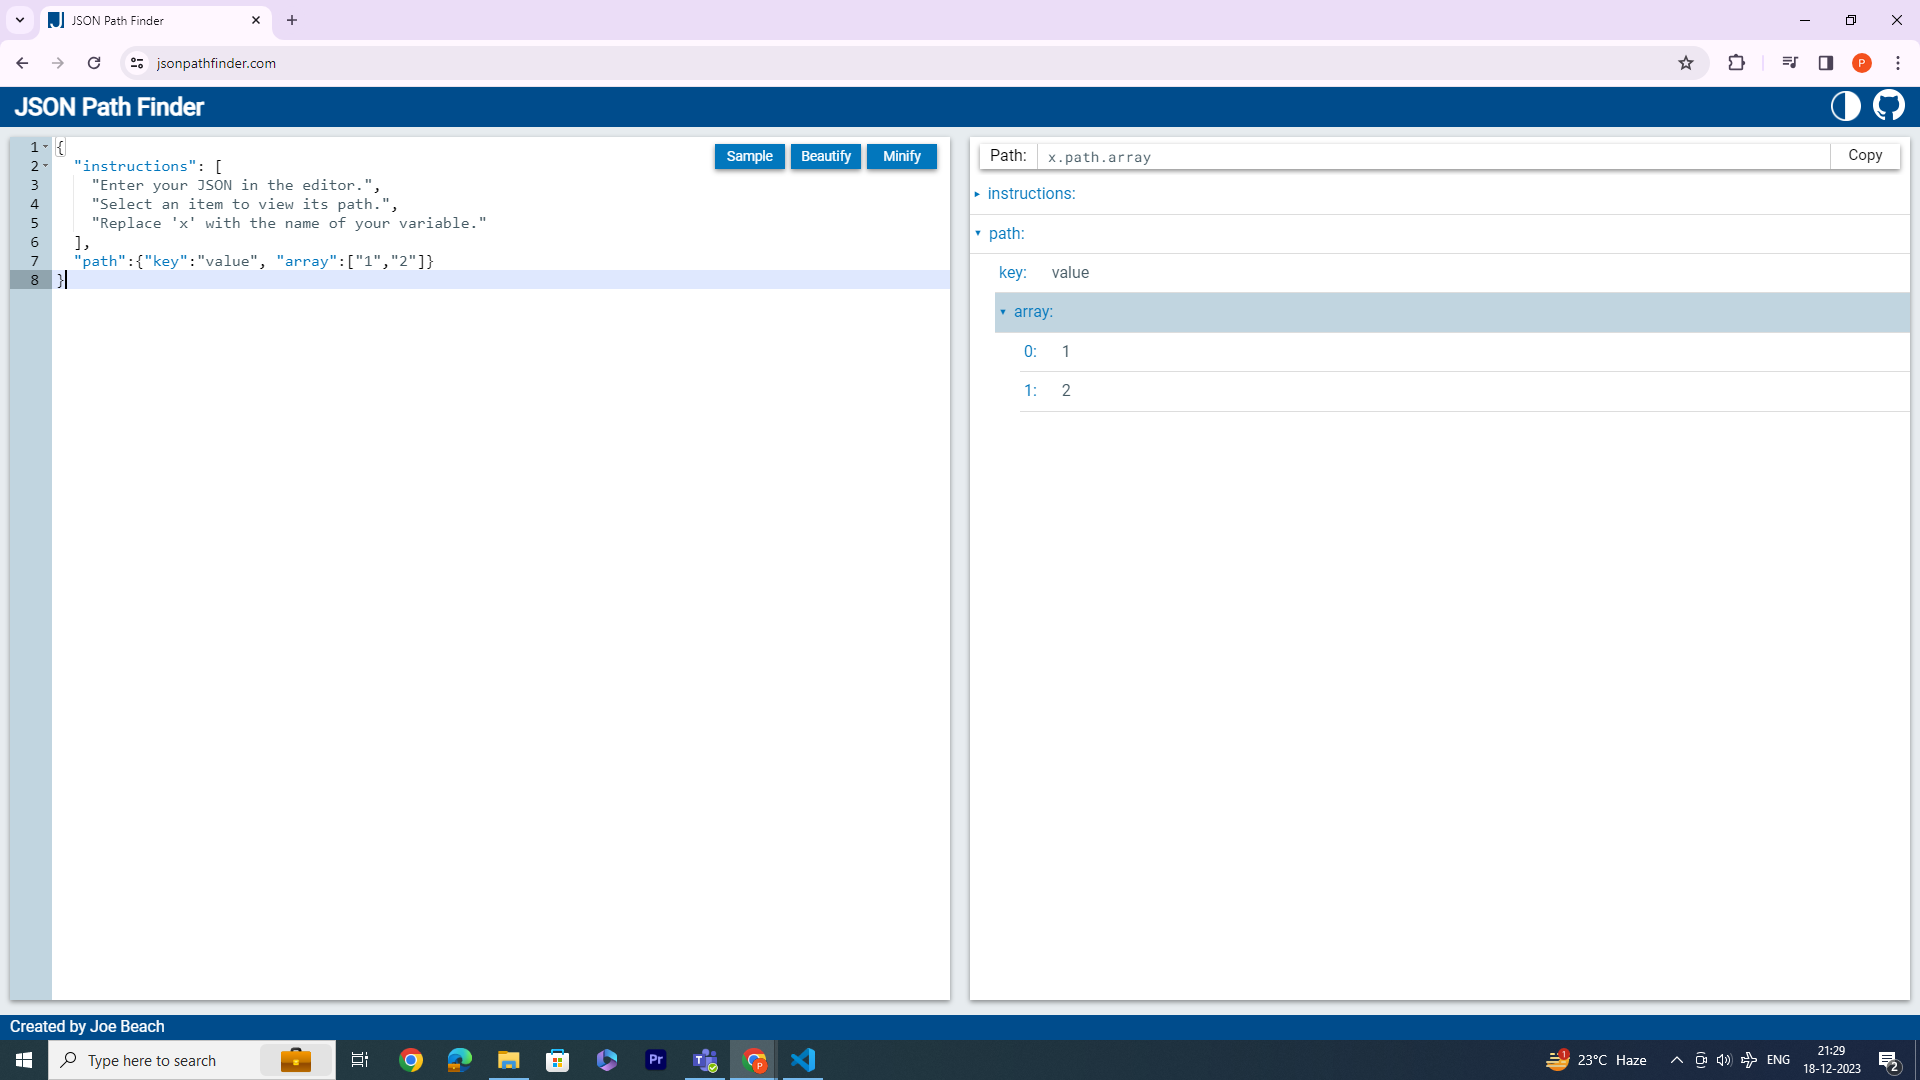 JSON Path Finder
jsonpathfinder.com
P
JSON Path Finder
1 {
2 "instructions": [
3 "Enter your JSON in the editor.",
4 "Select an item to view its path.",
5 "Replace 'x' with the name of your variable."
6 ],
7 "path":{"key":"value", "array":["1","2"]}
8 }
Sample Beautify Minify
Path: x.path.array Copy
instructions:
path:
key: value
array:
0: 1
1: 2
Created by Joe Beach
Type here to search
Pr
T
P
1
23°C Haze
ENG
21:29
18-12-2023
2